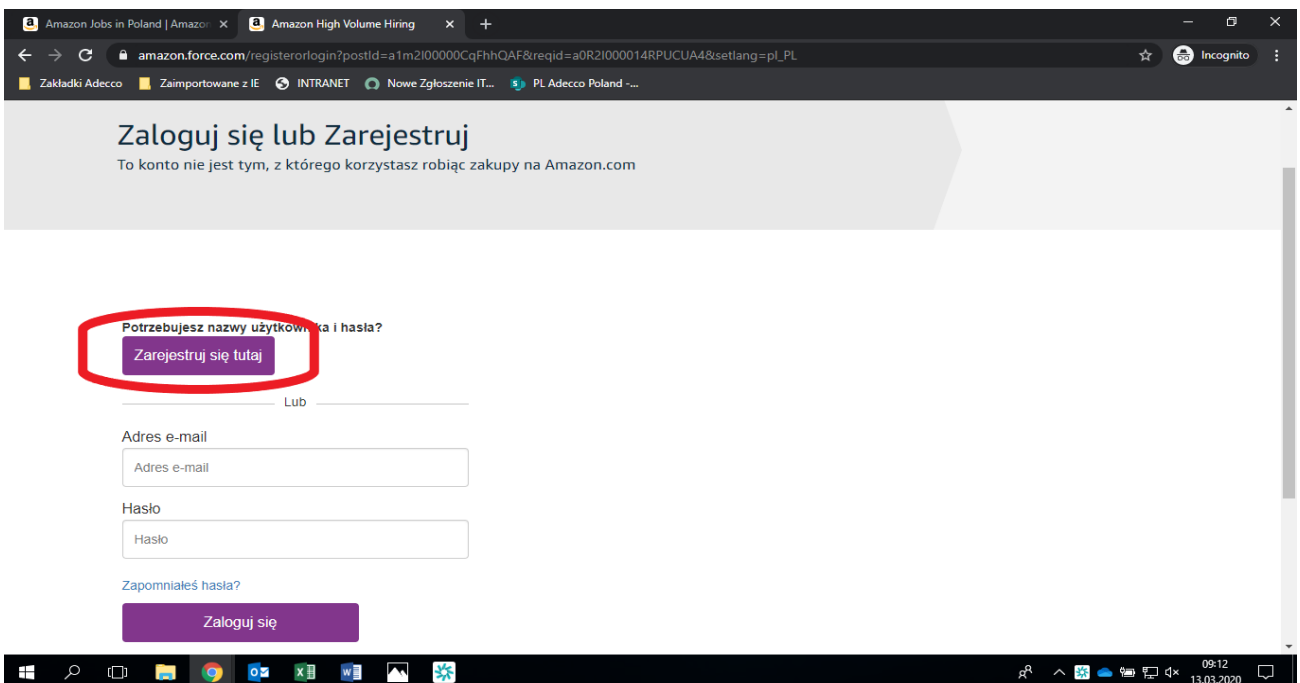 Amazon Jobs in Poland | Amazon
Amazon High Volume Hiring
amazon.force.com/registerorlogin?postId=a1m2I00000CqFhhQAF&reqid=a0R2I000014RPUCUA4&setlang=pl_PL
Incognito
Zakładki Adecco
Zaimportowane z IE
INTRANET
Nowe Zgłoszenie IT...
PL Adecco Poland -...
Zaloguj się lub Zarejestruj
To konto nie jest tym, z którego korzystasz robiąc zakupy na Amazon.com
Potrzebujesz nazwy użytkownika i hasła?
Zarejestruj się tutaj
Lub
Adres e-mail
Adres e-mail
Hasło
Hasło
Zapomniałeś hasła?
Zaloguj się
09:12
13.03.2020